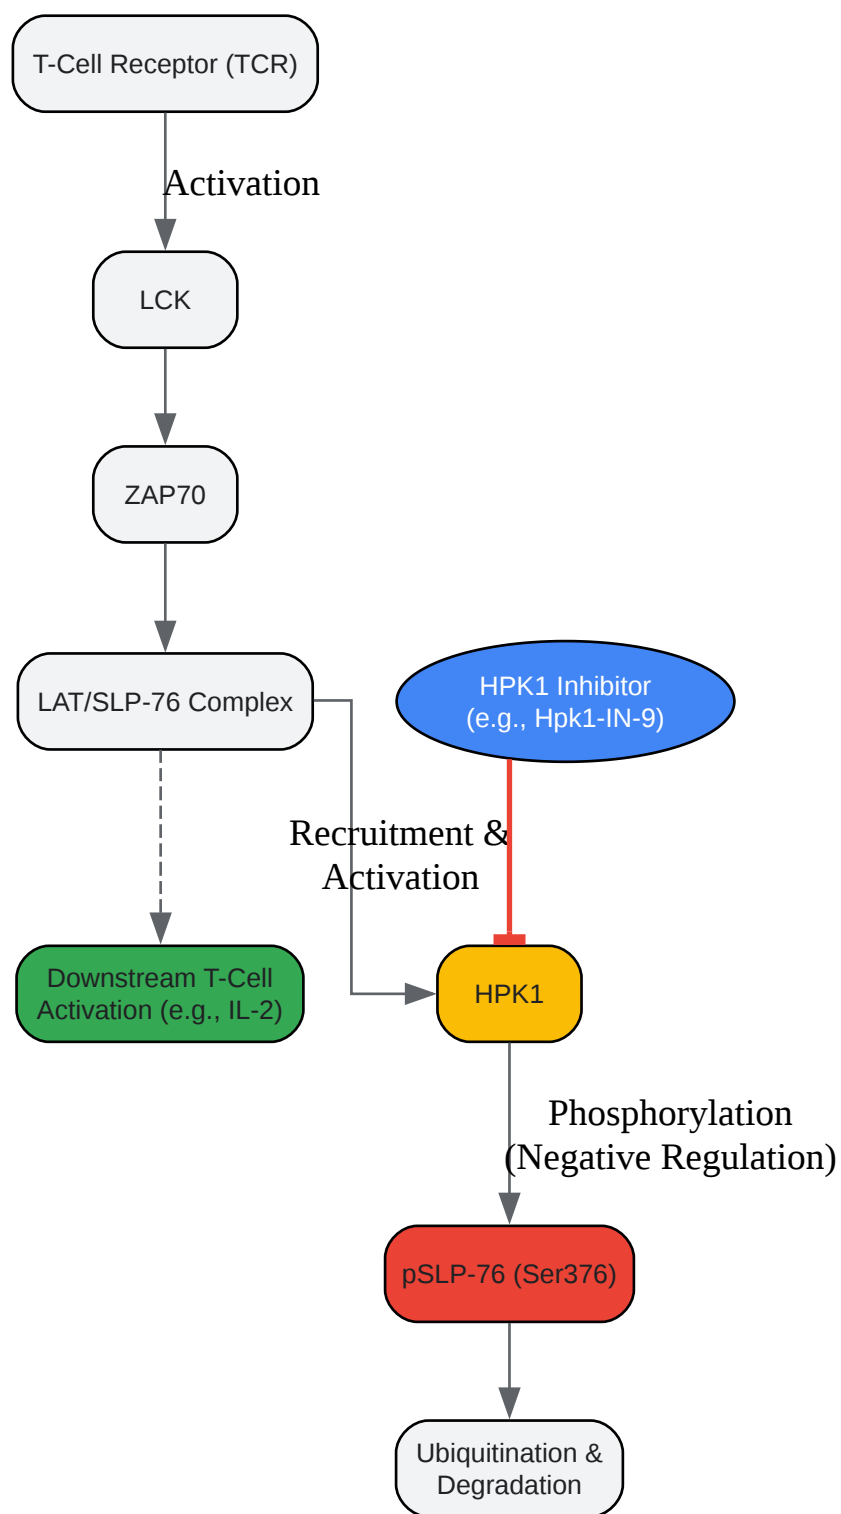 T-Cell Receptor (TCR)
Activation
LCK
ZAP70
LAT/SLP-76 Complex
HPK1 Inhibitor
(e.g., Hpk1-IN-9)
Recruitment &
Activation
Downstream T-Cell
Activation (e.g., IL-2)
HPK1
Phosphorylation
(Negative Regulation)
pSLP-76 (Ser376)
Ubiquitination &
Degradation